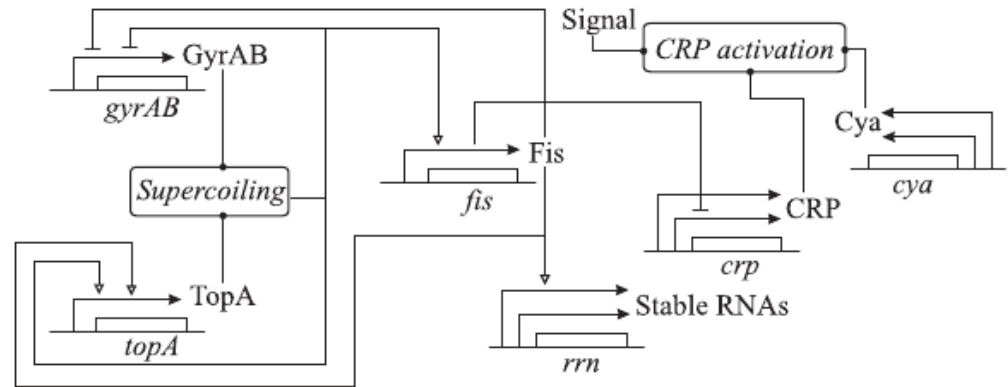 Signal
CRP activation
GyrAB
gyrAB
Cya
cya
Fis
fis
Supercoiling
CRP
crp
TopA
topA
Stable RNAs
rrn